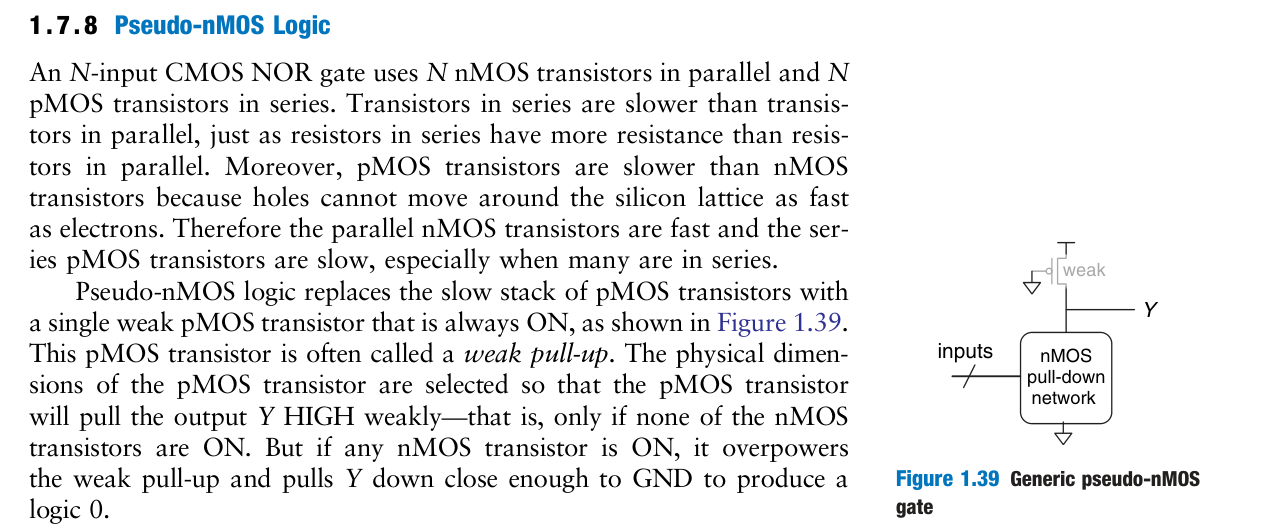 1.7.8 Pseudo-nMOS Logic
An N-input CMOS NOR gate uses N nMOS transistors in parallel and N
pMOS transistors in series. Transistors in series are slower than transis-
tors in parallel, just as resistors in series have more resistance than resis-
tors in parallel. Moreover, pMOS transistors are slower than nMOS
transistors because holes cannot move around the silicon lattice as fast
as electrons. Therefore the parallel nMOS transistors are fast and the ser-
ies pMOS transistors are slow, especially when many are in series.
Pseudo-nMOS logic replaces the slow stack of pMOS transistors with
a single weak pMOS transistor that is always ON, as shown in Figure 1.39.
This pMOS transistor is often called a weak pull-up. The physical dimen-
sions of the pMOS transistor are selected so that the pMOS transistor
will pull the output Y HIGH weakly—that is, only if none of the nMOS
transistors are ON. But if any nMOS transistor is ON, it overpowers
the weak pull-up and pulls Y down close enough to GND to produce a
logic 0.
weak
Y
inputs
nMOS
pull-down
network
Figure 1.39 Generic pseudo-nMOS
gate